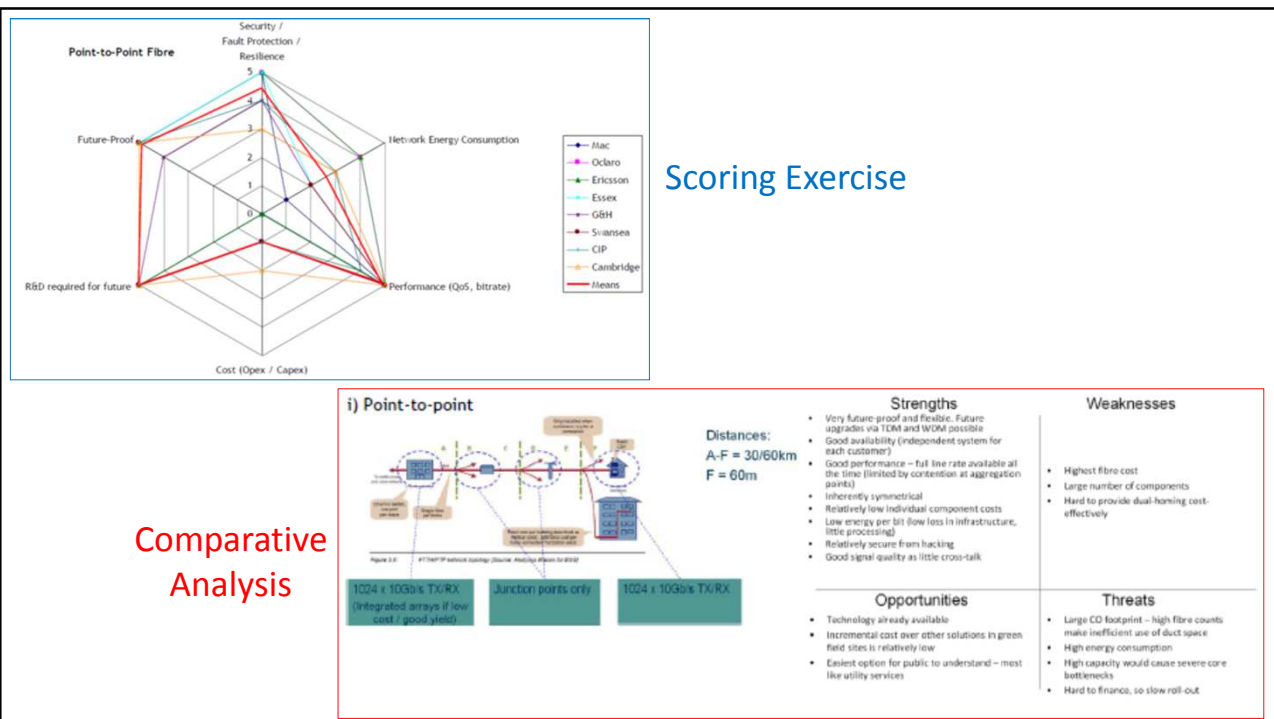 Security /
Fault Protection /
Resilience
Point-to-Point Fibre
5
4
3
2
1
0
Future-Proof
Network Energy Consumption
R&D required for future
Performance (QoS, bitrate)
Cost (Opex / Capex)
Mac
Oclaro
Ericsson
Essex
G&H
Swansea
CIP
Cambridge
Means
Scoring Exercise
Comparative
Analysis
i) Point-to-point
A B C D E F
Distances:
A-F = 30/60km
F = 60m
1024 x 10Gb/s TX/RX
(Integrated arrays if low
cost / good yield)
Junction points only
1024 x 10Gb/s TX/RX
Strengths
• Very future-proof and flexible. Future
upgrades via TDM and WDM possible
• Good availability (independent system for
each customer)
• Good performance – full line rate available all
the time (limited by contention at aggregation
points)
• Inherently symmetrical
• Relatively low individual component costs
• Low energy per bit (low loss in infrastructure,
little processing)
• Relatively secure from hacking
• Good signal quality as little cross-talk
Weaknesses
• Highest fibre cost
• Large number of components
• Hard to provide dual-homing cost-
effectively
Opportunities
• Technology already available
• Incremental cost over other solutions in green
field sites is relatively low
• Easiest option for public to understand – most
like utility services
Threats
• Large CO footprint – high fibre counts
make inefficient use of duct space
• High energy consumption
• High capacity would cause severe core
bottlenecks
• Hard to finance, so slow roll-out